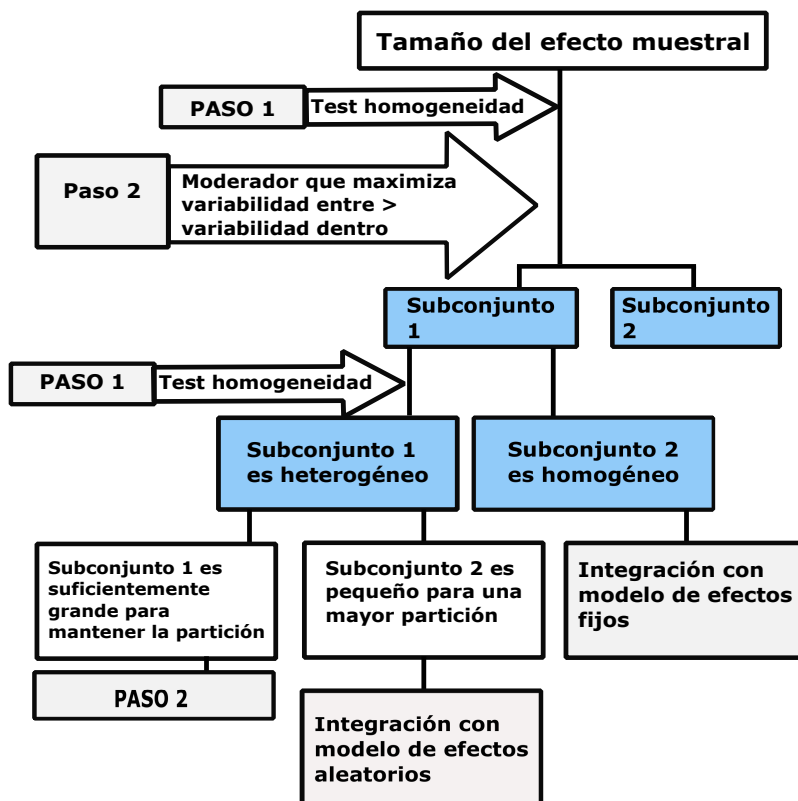 Tamaño del efecto muestral
PASO 1
Test homogeneidad
Paso 2
Moderador que maximiza
variabilidad entre >
variabilidad dentro
Subconjunto
1
Subconjunto
2
PASO 1
Test homogeneidad
Subconjunto 1
es heterogéneo
Subconjunto 2
es homogéneo
Subconjunto 1 es
suficientemente
grande para
mantener la partición
Subconjunto 2 es
pequeño para una
mayor partición
Integración con
modelo de efectos
fijos
PASO 2
Integración con
modelo de efectos
aleatorios